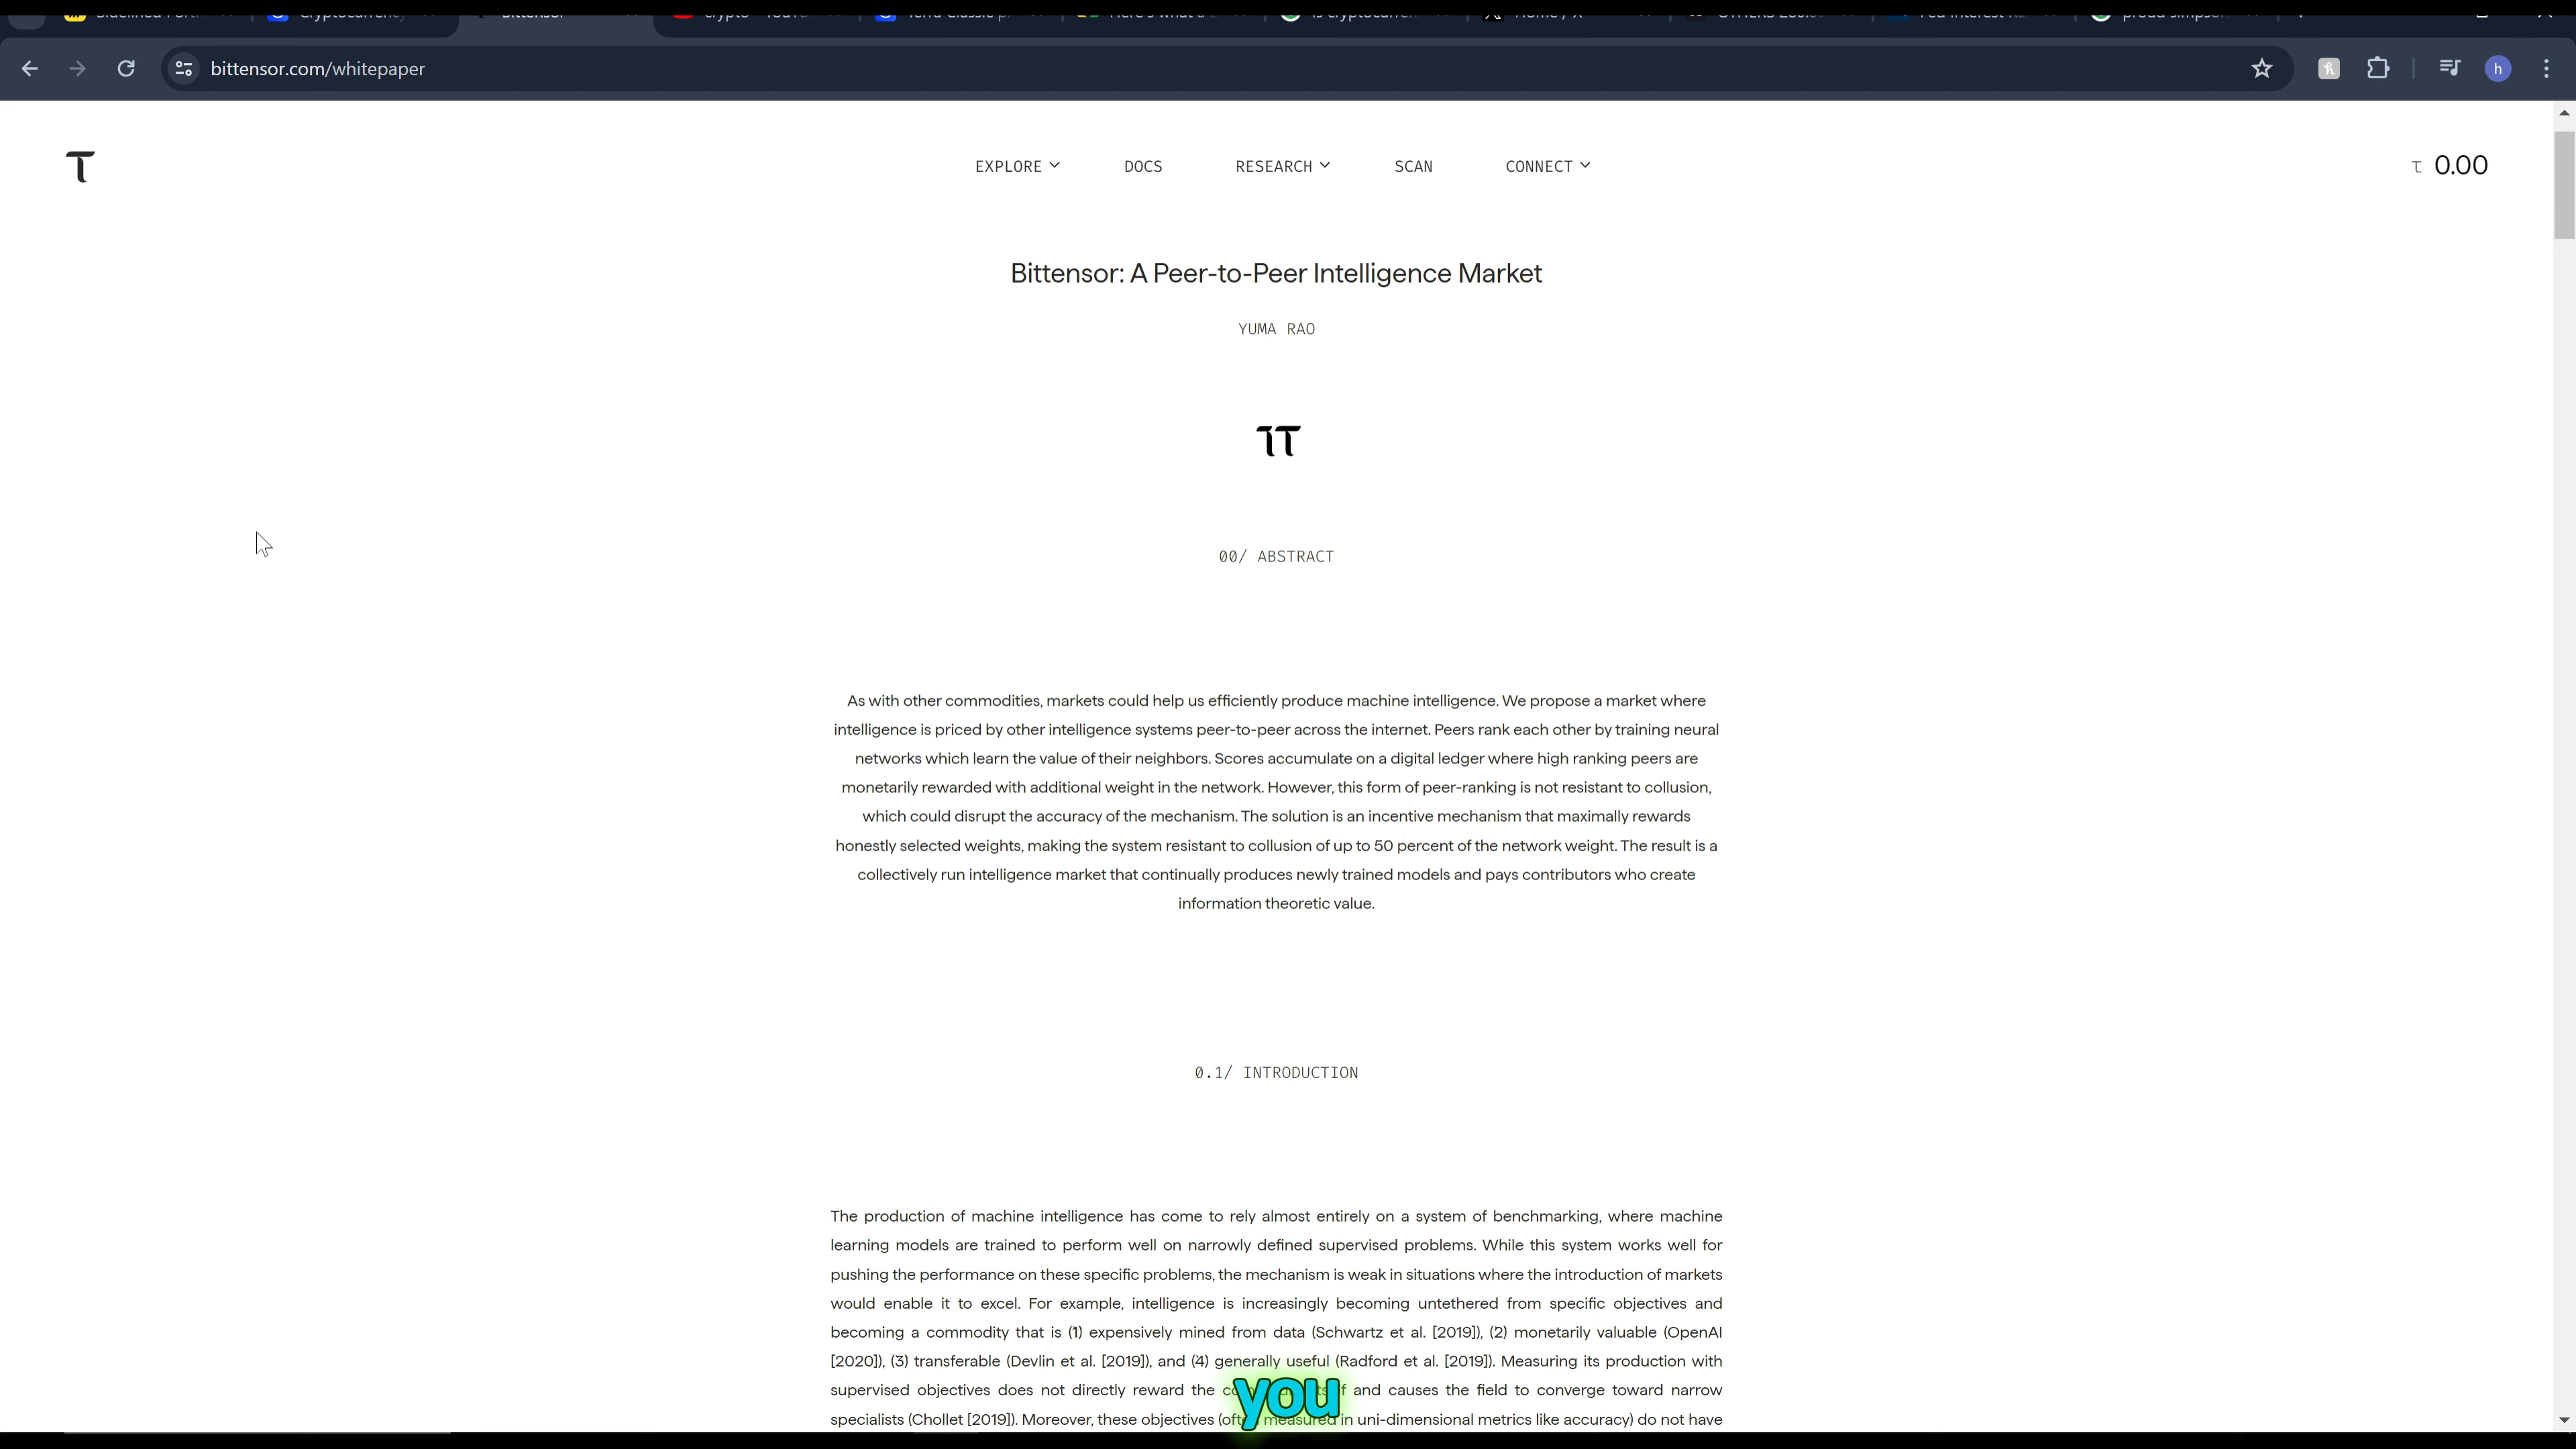 Bittensor
bittensor.com/whitepaper
h
EXPLORE
DOCS
RESEARCH
SCAN
CONNECT
τ 0.00
Bittensor: A Peer-to-Peer Intelligence Market
YUMA RAO
00/ ABSTRACT
As with other commodities, markets could help us efficiently produce machine intelligence. We propose a market where
intelligence is priced by other intelligence systems peer-to-peer across the internet. Peers rank each other by training neural
networks which learn the value of their neighbors. Scores accumulate on a digital ledger where high ranking peers are
monetarily rewarded with additional weight in the network. However, this form of peer-ranking is not resistant to collusion,
which could disrupt the accuracy of the mechanism. The solution is an incentive mechanism that maximally rewards
honestly selected weights, making the system resistant to collusion of up to 50 percent of the network weight. The result is a
collectively run intelligence market that continually produces newly trained models and pays contributors who create
information theoretic value.
0.1/ INTRODUCTION
The production of machine intelligence has come to rely almost entirely on a system of benchmarking, where machine
learning models are trained to perform well on narrowly defined supervised problems. While this system works well for
pushing the performance on these specific problems, the mechanism is weak in situations where the introduction of markets
would enable it to excel. For example, intelligence is increasingly becoming untethered from specific objectives and
becoming a commodity that is (1) expensively mined from data (Schwartz et al. [2019]), (2) monetarily valuable (OpenAI
[2020]), (3) transferable (Devlin et al. [2019]), and (4) generally useful (Radford et al. [2019]). Measuring its production with
supervised objectives does not directly reward the and causes the field to converge toward narrow
specialists (Chollet [2019]). Moreover, these objectives (often measured in uni-dimensional metrics like accuracy) do not have
you